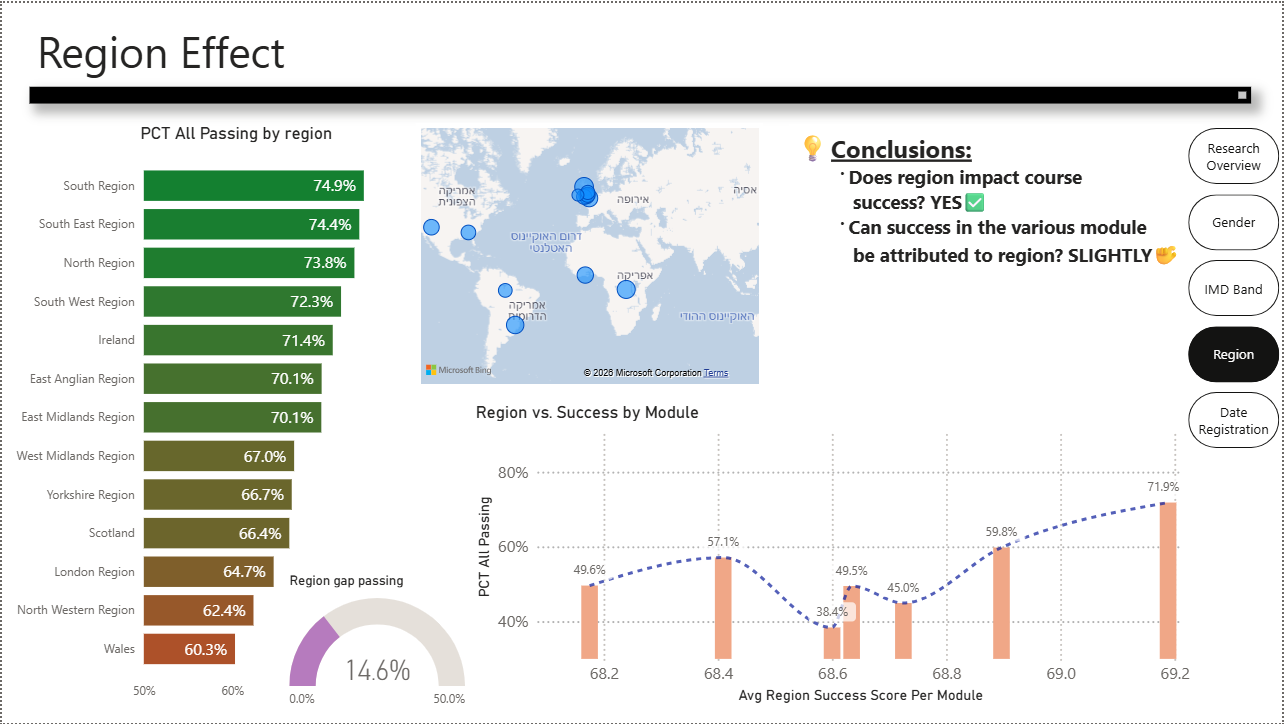 Region Effect
PCT All Passing by region
South Region
74.9%
South East Region
74.4%
North Region
73.8%
South West Region
72.3%
Ireland
71.4%
East Anglian Region
70.1%
East Midlands Region
70.1%
West Midlands Region
67.0%
Yorkshire Region
66.7%
Scotland
66.4%
London Region
64.7%
North Western Region
62.4%
Wales
60.3%
50%
60%
Region gap passing
14.6%
0.0%
50.0%
אמריקה
הצפונית
אירופה
אסיה
דרום האוקיינוס
האטלנטי
אפריקה
אמריקה
הדרומית
האוקיינוס ההודי
Microsoft Bing
© 2026 Microsoft Corporation Terms
💡 Conclusions:
· Does region impact course
success? YES✅
· Can success in the various module
be attributed to region? SLIGHTLY
Research
Overview
Gender
IMD Band
Region
Date
Registration
Region vs. Success by Module
PCT All Passing
80%
60%
40%
49.6%
57.1%
38.4%
49.5%
45.0%
59.8%
71.9%
68.2
68.4
68.6
68.8
69.0
69.2
Avg Region Success Score Per Module